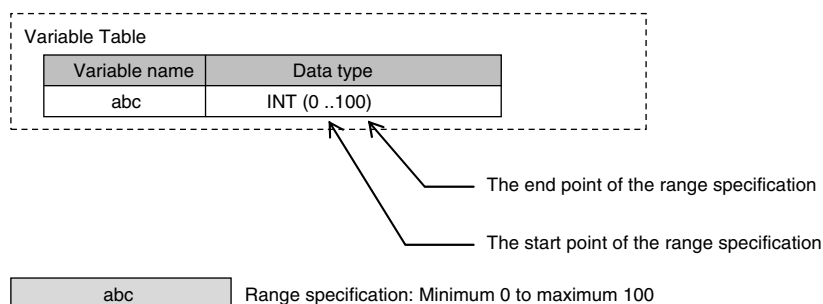 Variable Table
Variable name Data type
abc INT (0 ..100)
The end point of the range specification
The start point of the range specification
abc Range specification: Minimum 0 to maximum 100